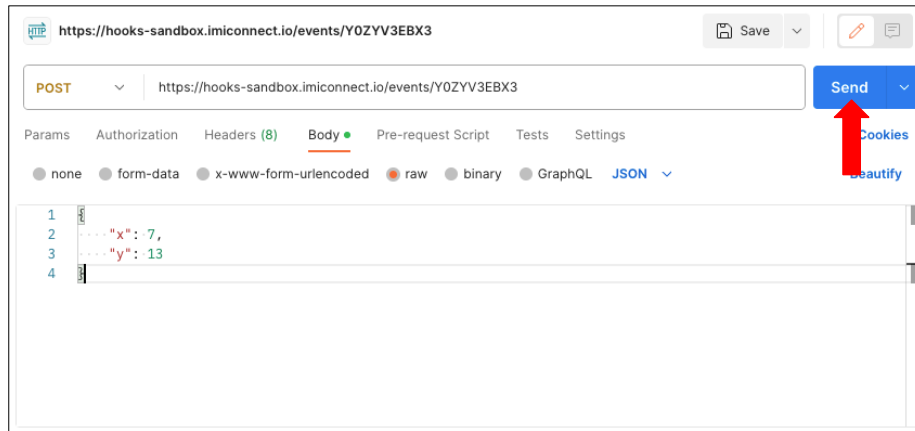 HTTP https://hooks-sandbox.imiconnect.io/events/Y0ZYV3EBX3 Save
POST https://hooks-sandbox.imiconnect.io/events/Y0ZYV3EBX3 Send
Params Authorization Headers (8) Body Pre-request Script Tests Settings Cookies
none form-data x-www-form-urlencoded raw binary GraphQL JSON Beautify
1 {
2 "x": 7,
3 "y": 13
4 }